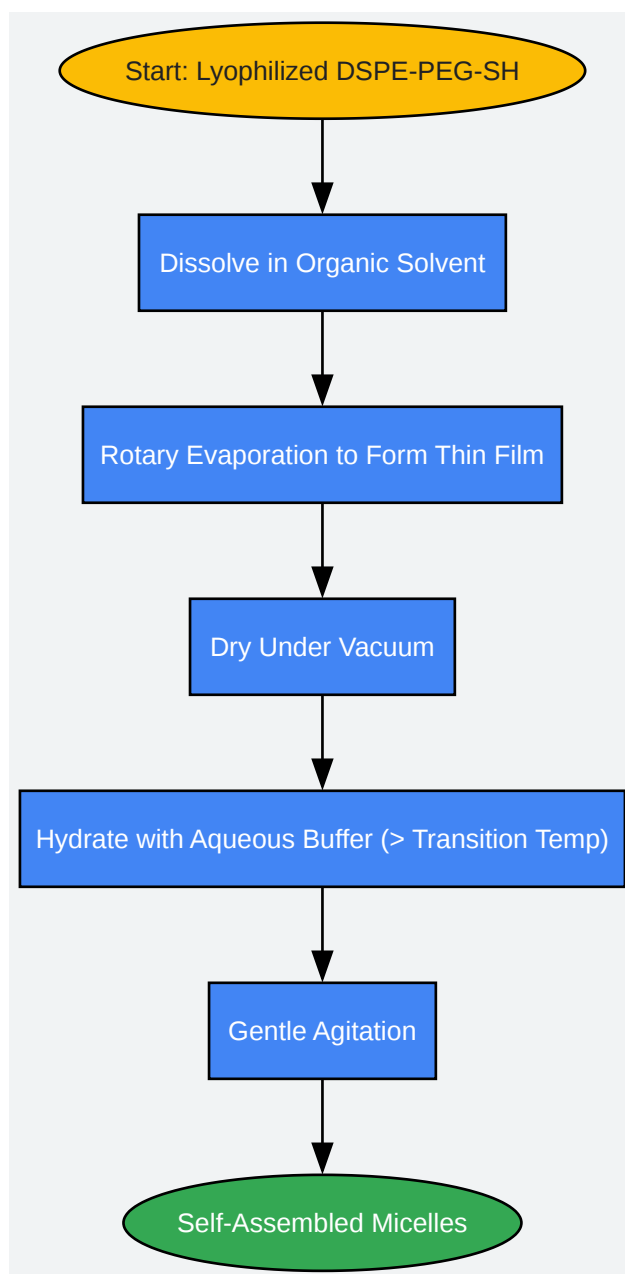 Start: Lyophilized DSPE-PEG-SH
Dissolve in Organic Solvent
Rotary Evaporation to Form Thin Film
Dry Under Vacuum
Hydrate with Aqueous Buffer (> Transition Temp)
Gentle Agitation
Self-Assembled Micelles